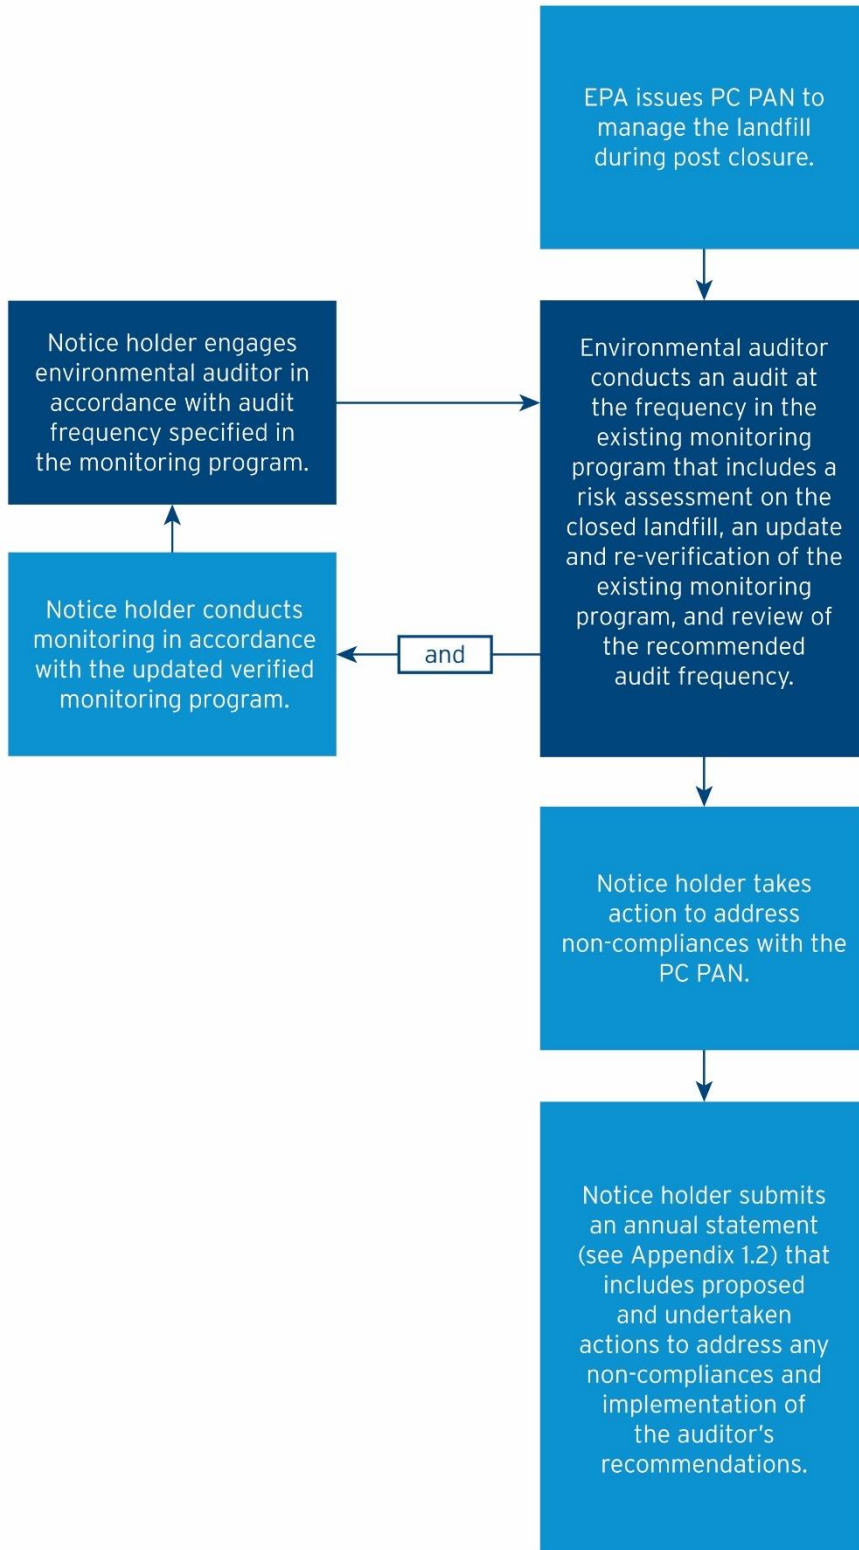 EPA issues PC PAN to
manage the landfill
during post closure.
Notice holder engages
environmental auditor in
accordance with audit
frequency specified in
the monitoring program.
Environmental auditor
conducts an audit at
the frequency in the
existing monitoring
program that includes a
risk assessment on the
closed landfill, an update
and re-verification of the
existing monitoring
program, and review of
the recommended
audit frequency.
Notice holder conducts
monitoring in accordance
with the updated verified
monitoring program.
and
Notice holder takes
action to address
non-compliances with the
PC PAN.
Notice holder submits
an annual statement
(see Appendix 1.2) that
includes proposed
and undertaken
actions to address any
non-compliances and
implementation of
the auditor's
recommendations.